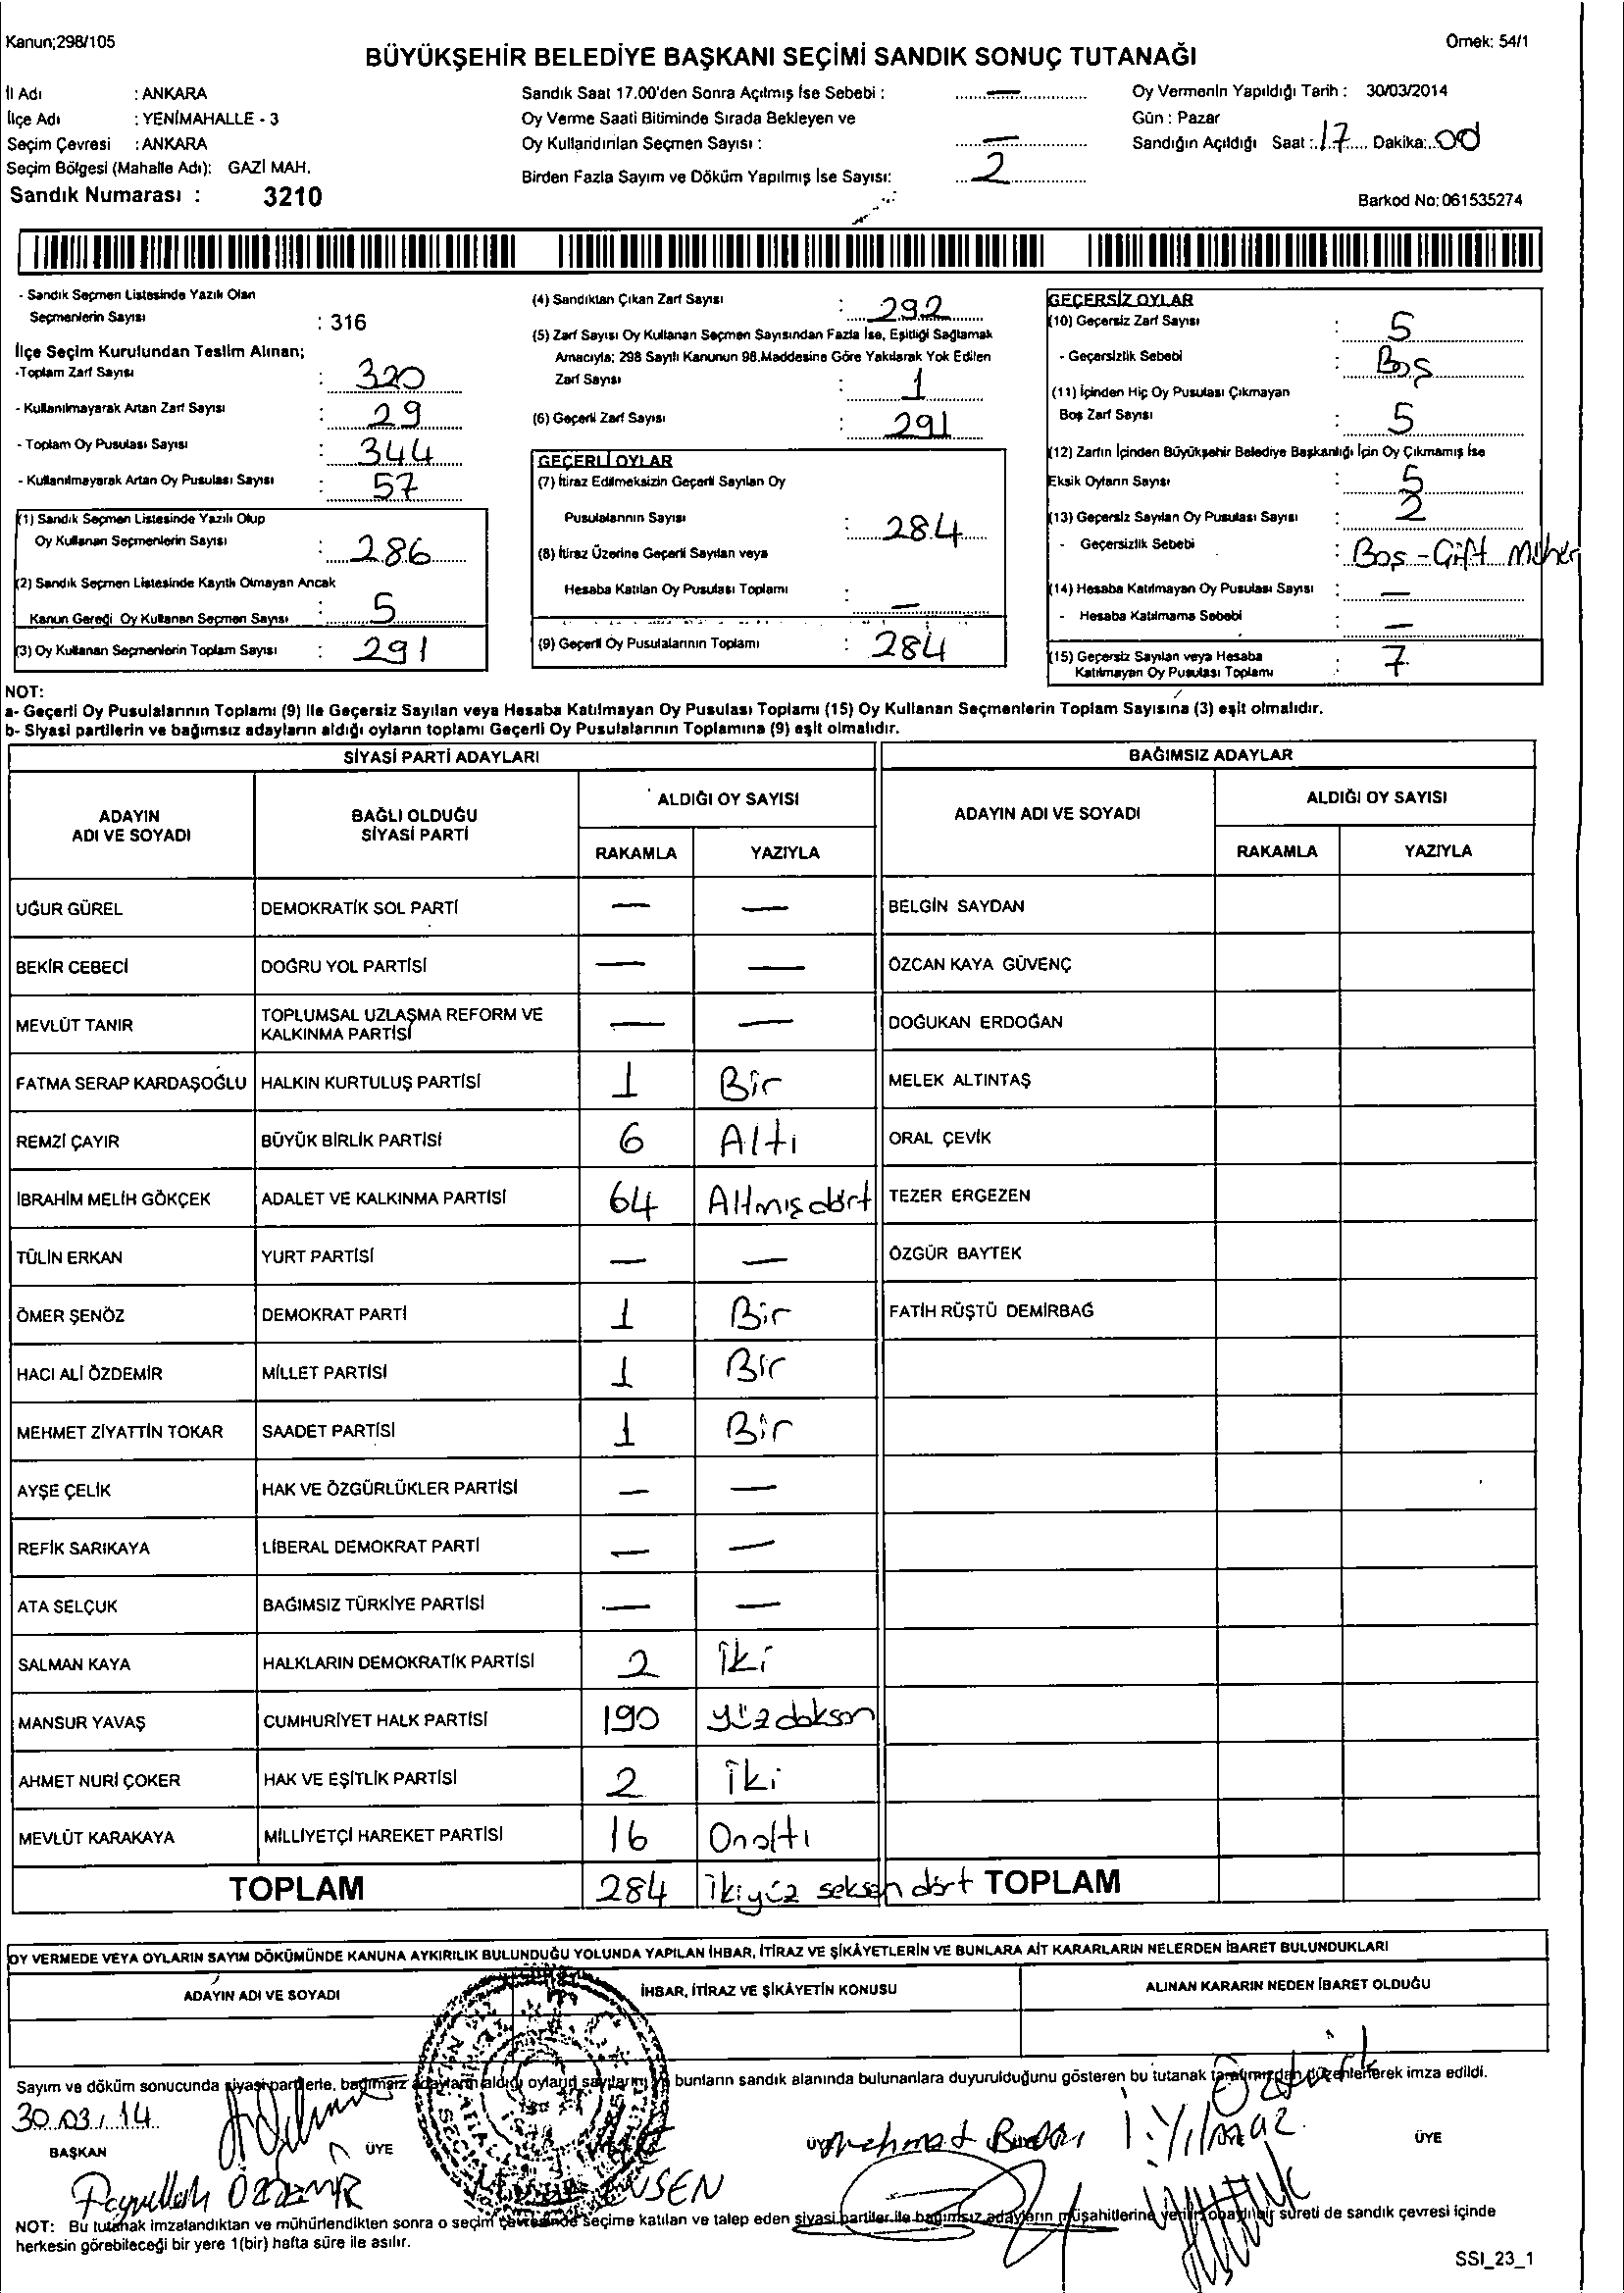 Kanun;298/105
Örnek: 54/1
BÜYÜKŞEHİR BELEDİYE BAŞKANI SEÇİMİ SANDIK SONUÇ TUTANAĞI
İl Adı : ANKARA
İlçe Adı : YENİMAHALLE - 3
Seçim Çevresi : ANKARA
Seçim Bölgesi (Mahalle Adı): GAZİ MAH.
Sandık Numarası : 3210
Sandık Saat 17.00'den Sonra Açılmış İse Sebebi : —
Oy Verme Saati Bitiminde Sırada Bekleyen ve
Oy Kullandırılan Seçmen Sayısı : —
Birden Fazla Sayım ve Döküm Yapılmış İse Sayısı: 2
Oy Vermenin Yapıldığı Tarih : 30/03/2014
Gün : Pazar
Sandığın Açıldığı Saat : 17 Dakika: 00
Barkod No: 061535274
- Sandık Seçmen Listesinde Yazılı Olan
Seçmenlerin Sayısı : 316
İlçe Seçim Kurulundan Teslim Alınan;
-Toplam Zarf Sayısı : 320
- Kullanılmayarak Artan Zarf Sayısı : 29
- Toplam Oy Pusulası Sayısı : 344
- Kullanılmayarak Artan Oy Pusulası Sayısı : 57
(1) Sandık Seçmen Listesinde Yazılı Olup
Oy Kullanan Seçmenlerin Sayısı : 286
(2) Sandık Seçmen Listesinde Kayıtlı Olmayan Ancak
Kanun Gereği Oy Kullanan Seçmen Sayısı : 5
(3) Oy Kullanan Seçmenlerin Toplam Sayısı : 291
(4) Sandıktan Çıkan Zarf Sayısı : 292
(5) Zarf Sayısı Oy Kullanan Seçmen Sayısından Fazla İse, Eşitliği Sağlamak
Amacıyla; 298 Sayılı Kanunun 98.Maddesine Göre Yakılarak Yok Edilen
Zarf Sayısı : 1
(6) Geçerli Zarf Sayısı : 291
GEÇERLİ OYLAR
(7) İtiraz Edilmeksizin Geçerli Sayılan Oy
Pusulalarının Sayısı : 284
(8) İtiraz Üzerine Geçerli Sayılan veya
Hesaba Katılan Oy Pusulası Toplamı : —
(9) Geçerli Oy Pusulalarının Toplamı : 284
GEÇERSİZ OYLAR
(10) Geçersiz Zarf Sayısı : 5
- Geçersizlik Sebebi : Boş
(11) İçinden Hiç Oy Pusulası Çıkmayan
Boş Zarf Sayısı : 5
(12) Zarfın İçinden Büyükşehir Belediye Başkanlığı İçin Oy Çıkmamış İse
Eksik Oyların Sayısı : 5
(13) Geçersiz Sayılan Oy Pusulası Sayısı : 2
- Geçersizlik Sebebi : Boş - Çift Mühür
(14) Hesaba Katılmayan Oy Pusulası Sayısı : —
- Hesaba Katılmama Sebebi : —
(15) Geçersiz Sayılan veya Hesaba
Katılmayan Oy Pusulası Toplamı : 7
NOT:
a- Geçerli Oy Pusulalarının Toplamı (9) ile Geçersiz Sayılan veya Hesaba Katılmayan Oy Pusulası Toplamı (15) Oy Kullanan Seçmenlerin Toplam Sayısına (3) eşit olmalıdır.
b- Siyasi partilerin ve bağımsız adayların aldığı oyların toplamı Geçerli Oy Pusulalarının Toplamına (9) eşit olmalıdır.
SİYASİ PARTİ ADAYLARI BAĞIMSIZ ADAYLAR
ADAYIN
ADI VE SOYADI
BAĞLI OLDUĞU
SİYASİ PARTİ
ALDIĞI OY SAYISI
RAKAMLA YAZIYLA
ADAYIN ADI VE SOYADI
ALDIĞI OY SAYISI
RAKAMLA YAZIYLA
UĞUR GÜREL DEMOKRATİK SOL PARTİ — — BELGİN SAYDAN
BEKİR CEBECİ DOĞRU YOL PARTİSİ — — ÖZCAN KAYA GÜVENÇ
MEVLÜT TANIR TOPLUMSAL UZLAŞMA REFORM VE
KALKINMA PARTİSİ — — DOĞUKAN ERDOĞAN
FATMA SERAP KARDAŞOĞLU HALKIN KURTULUŞ PARTİSİ 1 Bir MELEK ALTINTAŞ
REMZİ ÇAYIR BÜYÜK BİRLİK PARTİSİ 6 Altı ORAL ÇEVİK
İBRAHİM MELİH GÖKÇEK ADALET VE KALKINMA PARTİSİ 64 Altmışdört TEZER ERGEZEN
TÜLİN ERKAN YURT PARTİSİ — — ÖZGÜR BAYTEK
ÖMER ŞENÖZ DEMOKRAT PARTİ 1 Bir FATİH RÜŞTÜ DEMİRBAĞ
HACI ALİ ÖZDEMİR MİLLET PARTİSİ 1 Bir
MEHMET ZİYATTİN TOKAR SAADET PARTİSİ 1 Bir
AYŞE ÇELİK HAK VE ÖZGÜRLÜKLER PARTİSİ — —
REFİK SARIKAYA LİBERAL DEMOKRAT PARTİ — —
ATA SELÇUK BAĞIMSIZ TÜRKİYE PARTİSİ — —
SALMAN KAYA HALKLARIN DEMOKRATİK PARTİSİ 2 İki
MANSUR YAVAŞ CUMHURİYET HALK PARTİSİ 190 yüzdoksan
AHMET NURİ ÇOKER HAK VE EŞİTLİK PARTİSİ 2 İki
MEVLÜT KARAKAYA MİLLİYETÇİ HAREKET PARTİSİ 16 Onaltı
TOPLAM 284 İkiyüz seksen dört TOPLAM
OY VERMEDE VEYA OYLARIN SAYIM DÖKÜMÜNDE KANUNA AYKIRILIK BULUNDUĞU YOLUNDA YAPILAN İHBAR, İTİRAZ VE ŞİKÂYETLERİN VE BUNLARA AİT KARARLARIN NELERDEN İBARET BULUNDUKLARI
ADAYIN ADI VE SOYADI İHBAR, İTİRAZ VE ŞİKÂYETİN KONUSU ALINAN KARARIN NEDEN İBARET OLDUĞU
Sayım ve döküm sonucunda siyasi partilerle, bağımsız adayların aldığı oyların sayılarını ve bunların sandık alanında bulunanlara duyurulduğunu gösteren bu tutanak tarafımızdan düzenlenerek imza edildi.
30.03.14
Öztürk
BAŞKAN ÜYE Mehmet İ.Yılmaz ÜYE
NOT: Bu tutanak imzalandıktan ve mühürlendikten sonra o seçim çevresinde seçime katılan ve talep eden siyasi partiler ile bağımsız adayların müşahitlerine verilir, onaylı bir sureti de sandık çevresi içinde
herkesin görebileceği bir yere 1(bir) hafta süre ile asılır.
SSI_23_1